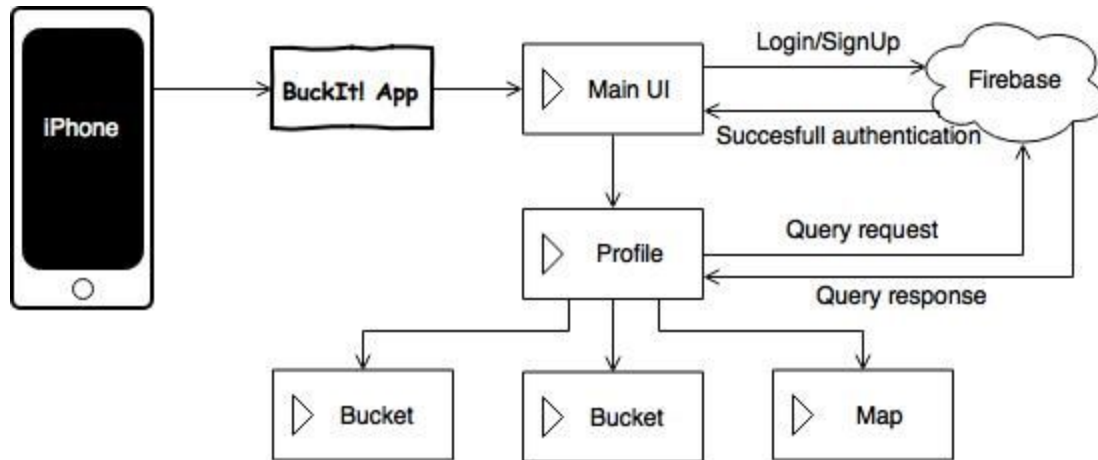 Login/SignUp
iPhone
BuckIt! App
Main UI
Firebase
Succesfull authentication
Profile
Query request
Query response
Bucket
Bucket
Map